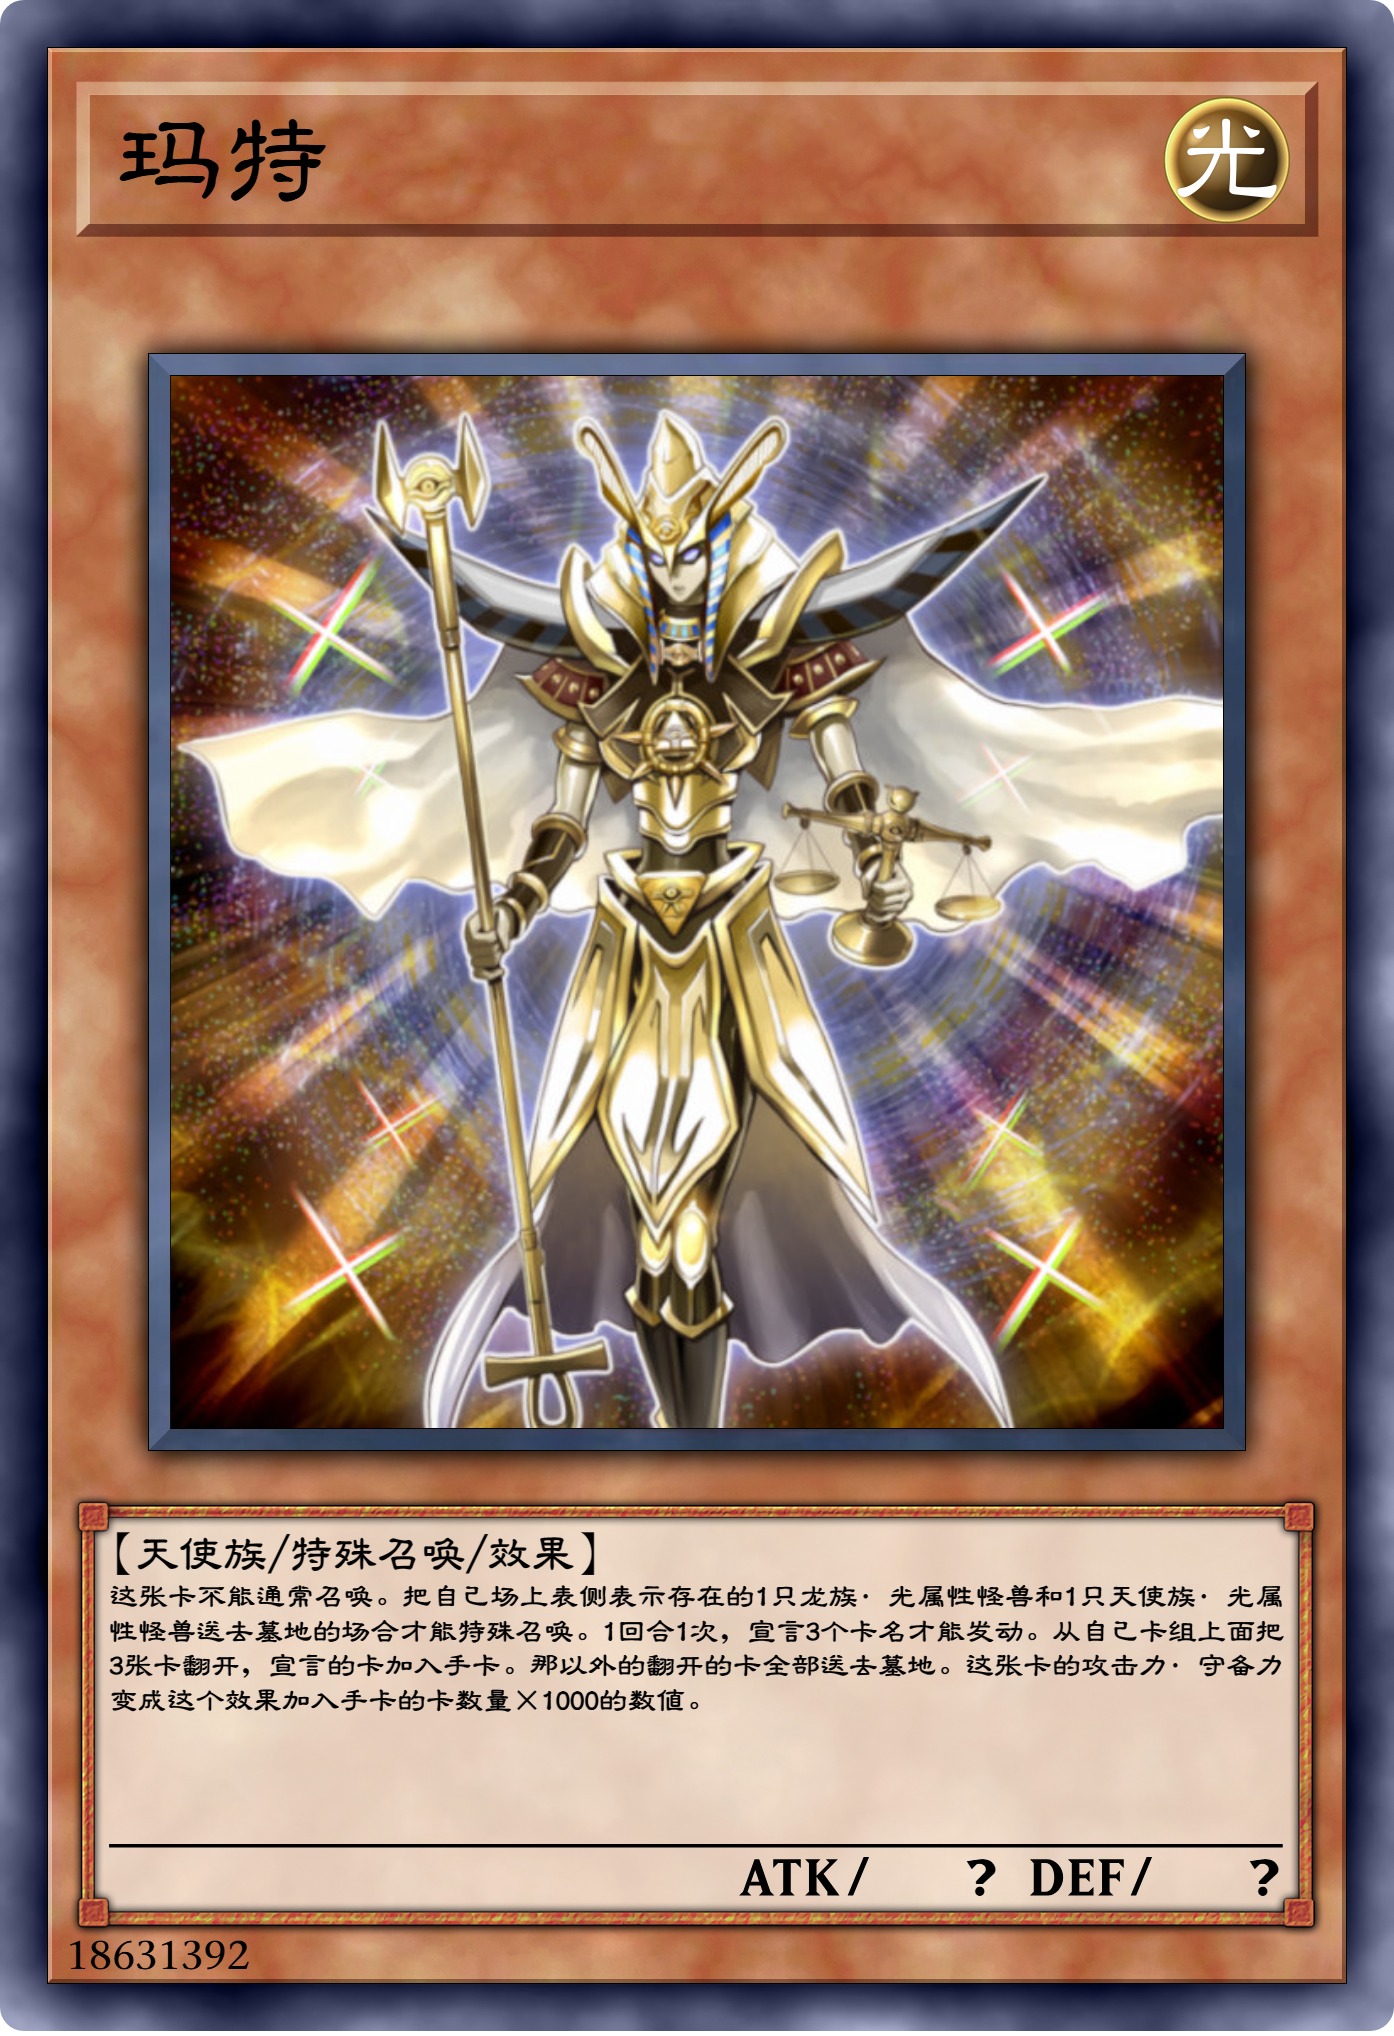 玛特
光
【天使族/特殊召唤/效果】
这张卡不能通常召唤。把自己场上表侧表示存在的1只龙族·光属性怪兽和1只天使族·光属
性怪兽送去墓地的场合才能特殊召唤。1回合1次，宣言3个卡名才能发动。从自己卡组上面把
3张卡翻开，宣言的卡加入手卡。那以外的翻开的卡全部送去墓地。这张卡的攻击力·守备力
变成这个效果加入手卡的卡数量×1000的数值。
ATK/ ? DEF/ ?
18631392